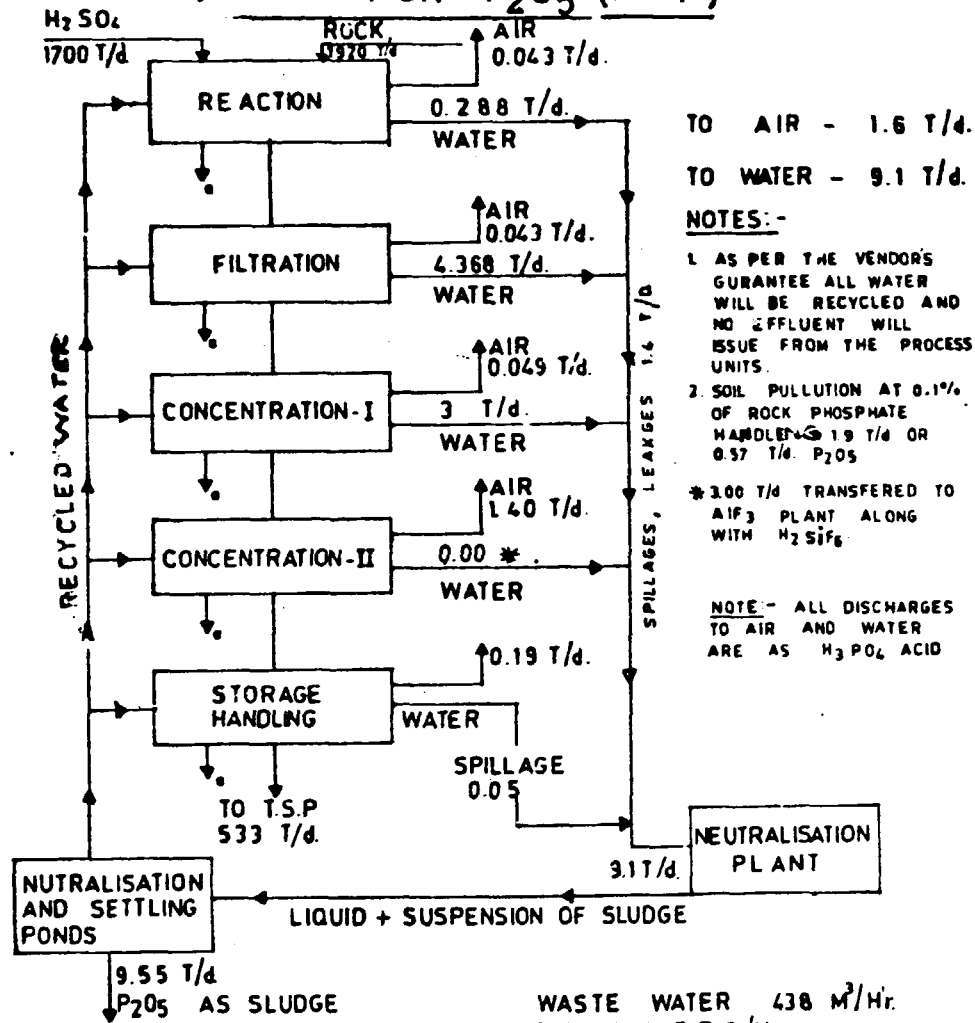 P₂O₅
H₂SO₄
1700 T/d
ROCK,
1920 T/d
AIR
0.043 T/d.
REACTION
0.288 T/d.
WATER
TO AIR - 1.6 T/d.
TO WATER - 9.1 T/d.
NOTES:-
1. AS PER THE VENDOR'S
GURANTEE ALL WATER
WILL BE RECYCLED AND
NO EFFLUENT WILL
ISSUE FROM THE PROCESS
UNITS.
2. SOIL PULLUTION AT 0.1%
OF ROCK PHOSPHATE
1.9 T/d OR
0.57 T/d. P₂O₅
* 3.00 T/d TRANSFERED TO
AlF₃ PLANT ALONG
WITH H₂SiF₆
NOTE:- ALL DISCHARGES
TO AIR AND WATER
ARE AS H₃PO₄ ACID
AIR
0.043 T/d.
FILTRATION
4.368 T/d.
WATER
AIR
0.049 T/d.
CONCENTRATION-I
3 T/d.
WATER
AIR
1.40 T/d.
CONCENTRATION-II
0.00 *.
WATER
0.19 T/d.
STORAGE
HANDLING
WATER
SPILLAGE
0.05
TO T.S.P
533 T/d.
RECYCLED WATER
SPILLAGES, LEAKGES 1.4 T/d
NEUTRALISATION
PLANT
9.1 T/d.
NUTRALISATION
AND SETTLING
PONDS
LIQUID + SUSPENSION OF SLUDGE
9.55 T/d
P₂O₅ AS SLUDGE
WASTE WATER 438 M³/Hr.